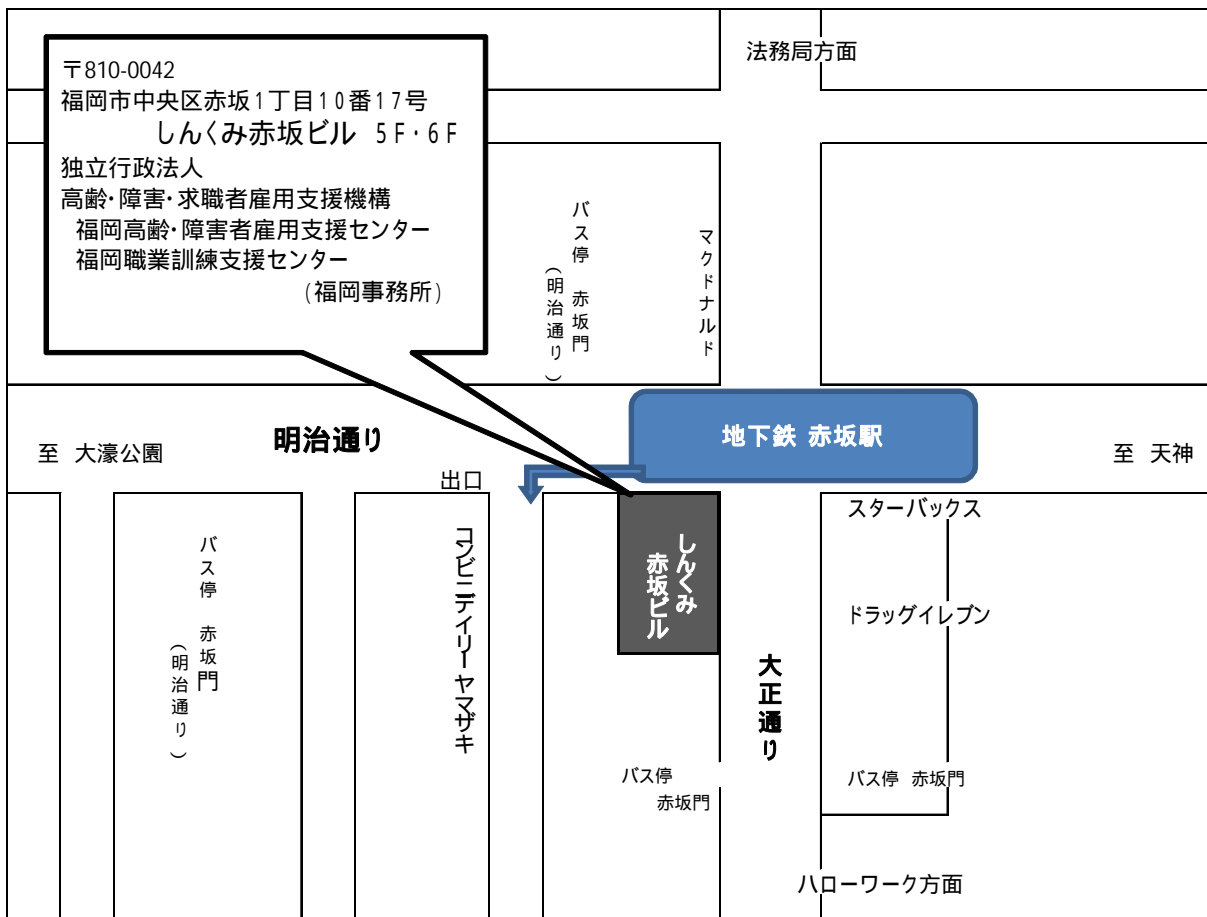 法務局方面
〒810-0042
福岡市中央区赤坂1丁目10番17号
しんくみ赤坂ビル 5F・6F
独立行政法人
高齢・障害・求職者雇用支援機構
福岡高齢・障害者雇用支援センター
福岡職業訓練支援センター
(福岡事務所)
バス停 赤坂門
(明治通り)
マクドナルド
地下鉄 赤坂駅
明治通り
至 大濠公園
至 天神
出口
スターバックス
バス停 赤坂門
(明治通り)
コンビニデイリーヤマザキ
しんくみ
赤坂ビル
ドラッグイレブン
大正通り
バス停
赤坂門
バス停 赤坂門
ハローワーク方面